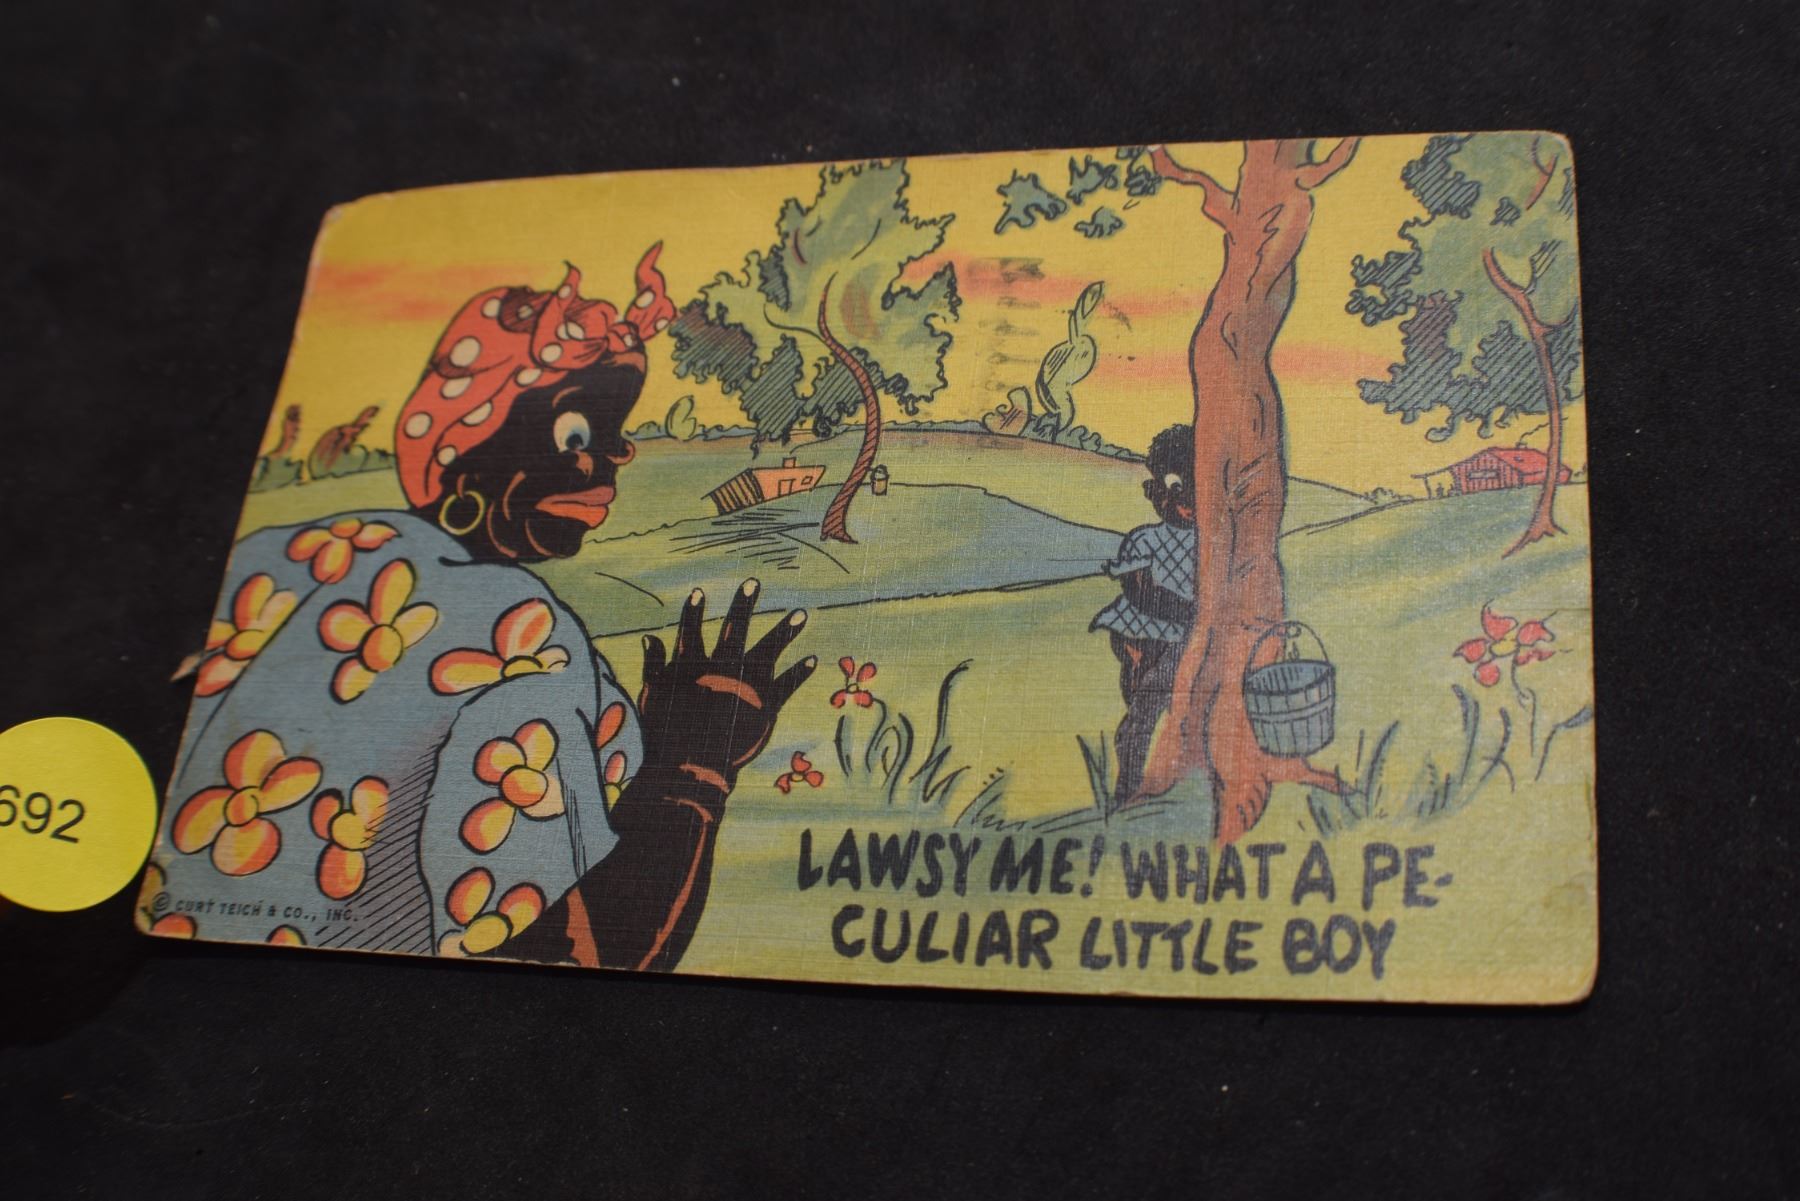 692
LAWSY ME! WHAT A PE-
CULIAR LITTLE BOY
© CURT TEICH & CO., INC.